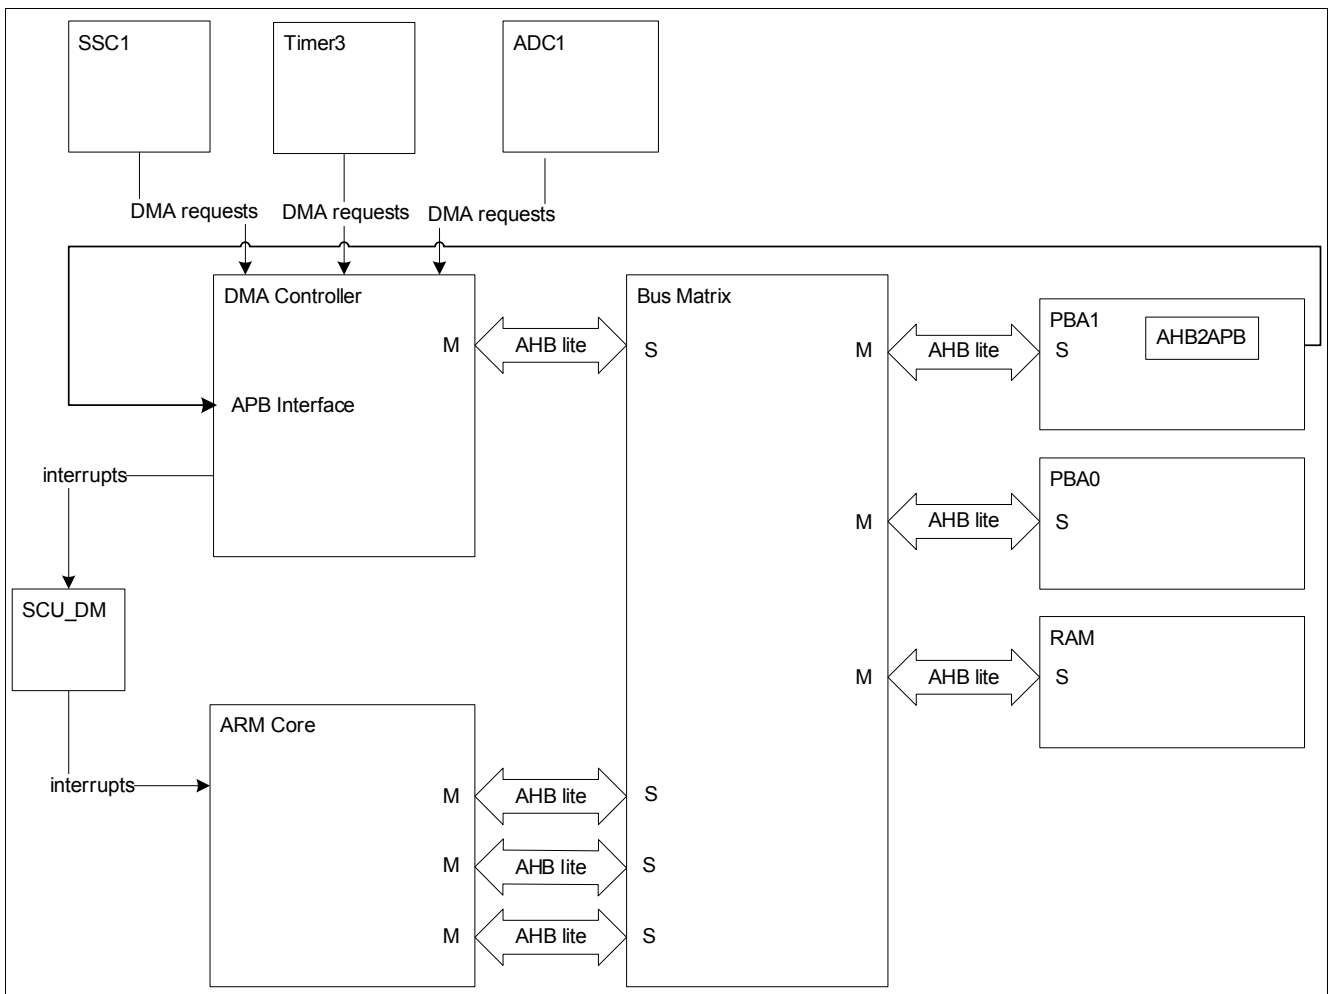 SSC1
Timer3
ADC1
DMA requests
DMA requests
DMA requests
DMA Controller
M
AHB lite
S
APB Interface
Bus Matrix
M
AHB lite
PBA1
S
AHB2APB
interrupts
M
AHB lite
PBA0
S
SCU_DM
M
AHB lite
RAM
S
interrupts
ARM Core
M
AHB lite
S
M
AHB lite
S
M
AHB lite
S